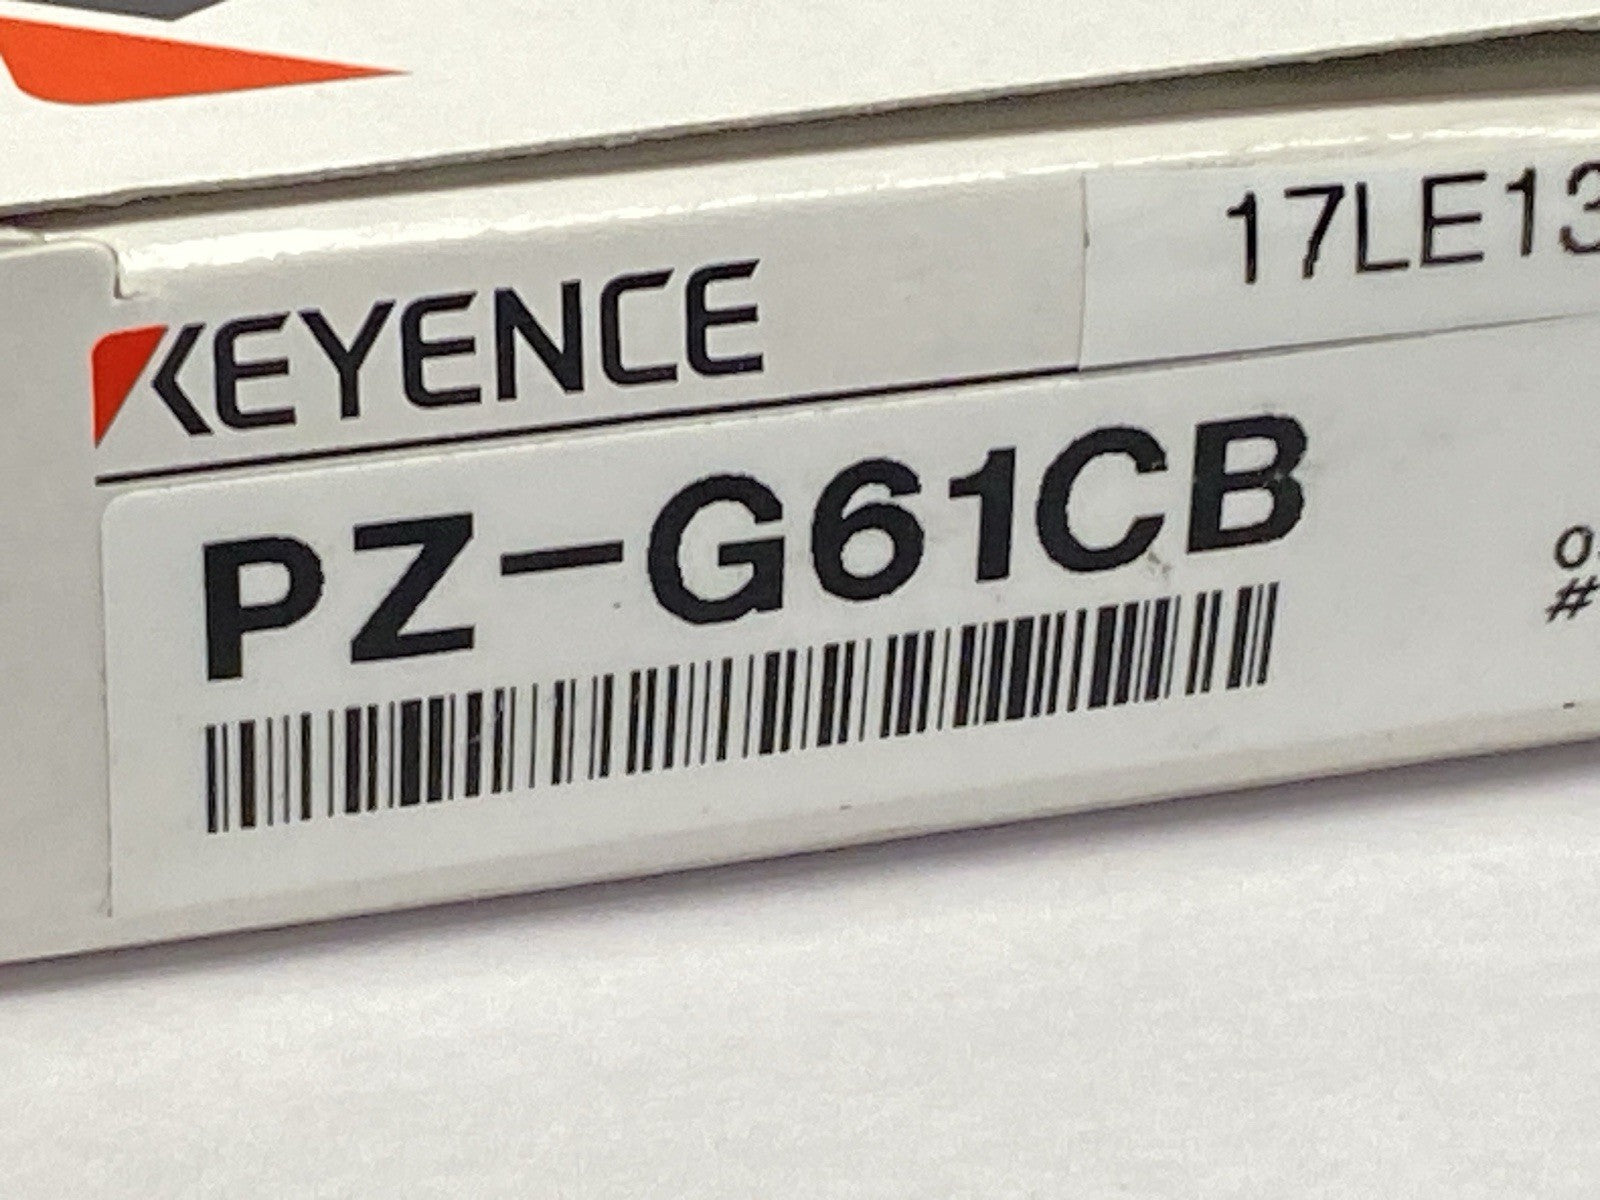 KEYENCE
17LE13
PZ-G61CB
#